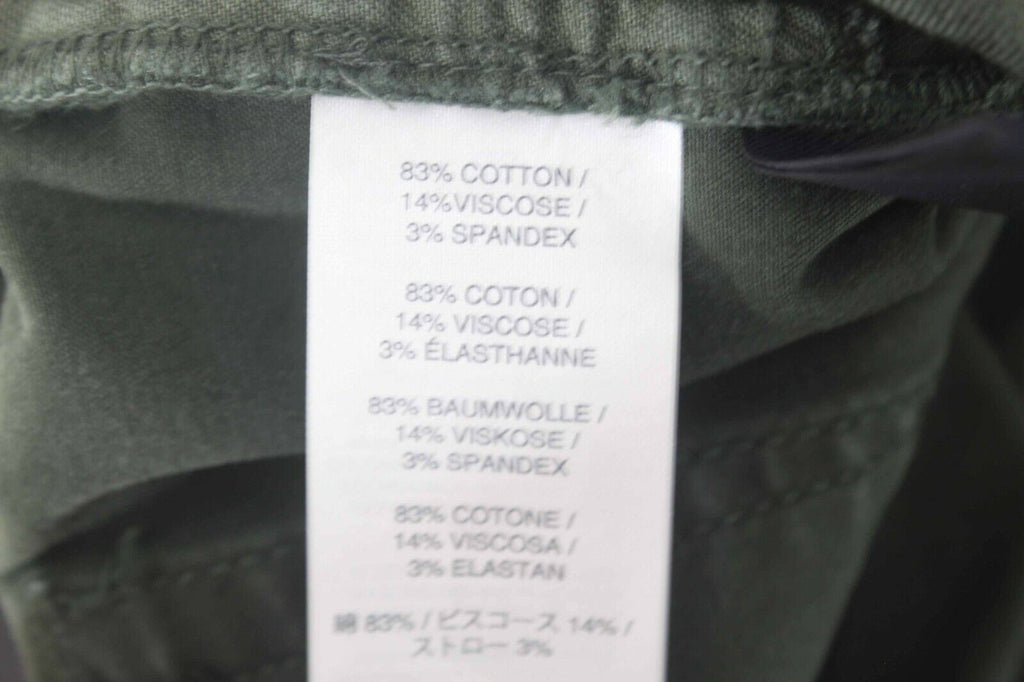 83% COTTON /
14%VISCOSE /
3% SPANDEX
83% COTON /
14% VISCOSE /
3% ÉLASTHANNE
83% BAUMWOLLE /
14% VISKOSE /
3% SPANDEX
83% COTONE /
14% VISCOSA /
3% ELASTAN
綿 83% / ビスコース 14% /
ストロー 3%